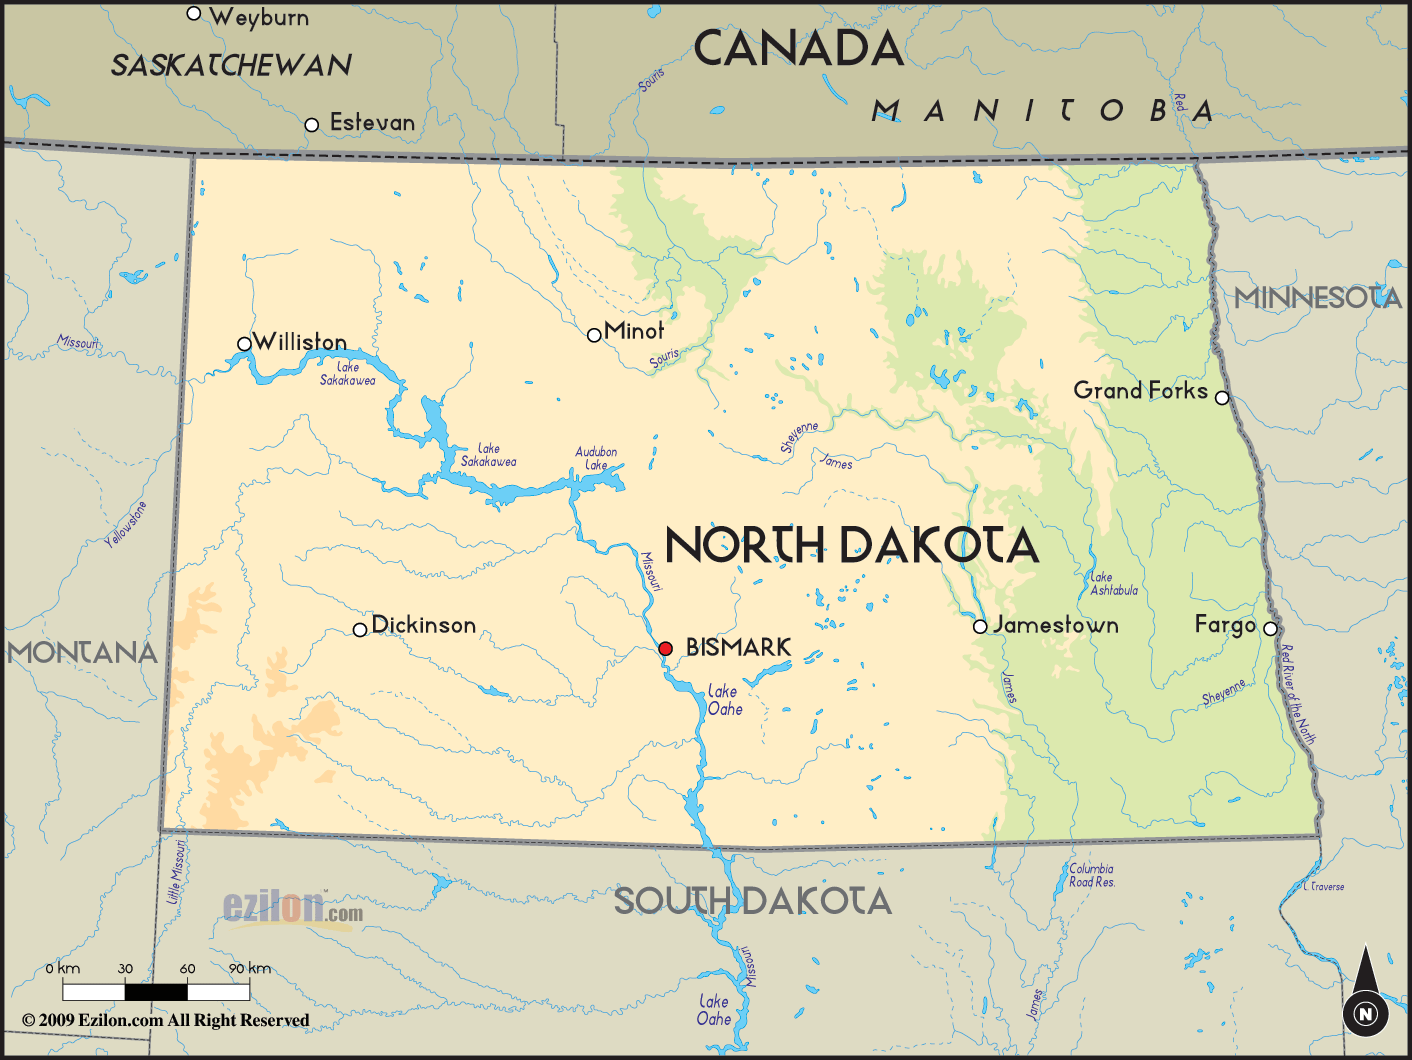 Weyburn
CANADA
SASKATCHEWAN
Souris
Red
MANITOBA
Estevan
MINNESOTA
Missouri
Williston
Minot
Lake
Sakakawea
Souris
Grand Forks
Sheyenne
James
Lake
Sakakawea
Audubon
Lake
Yellowstone
NORTH DAKOTA
Missouri
Lake
Ashtabula
MONTANA
Dickinson
BISMARK
Jamestown
Fargo
Lake
Oahe
James
Sheyenne
Red River of the North
Little Missouri
SOUTH DAKOTA
Columbia
Road Res.
L. Traverse
ezilon.com
™
Missouri
0 km 30 60 90 km
Lake
Oahe
James
N
© 2009 Ezilon.com All Right Reserved